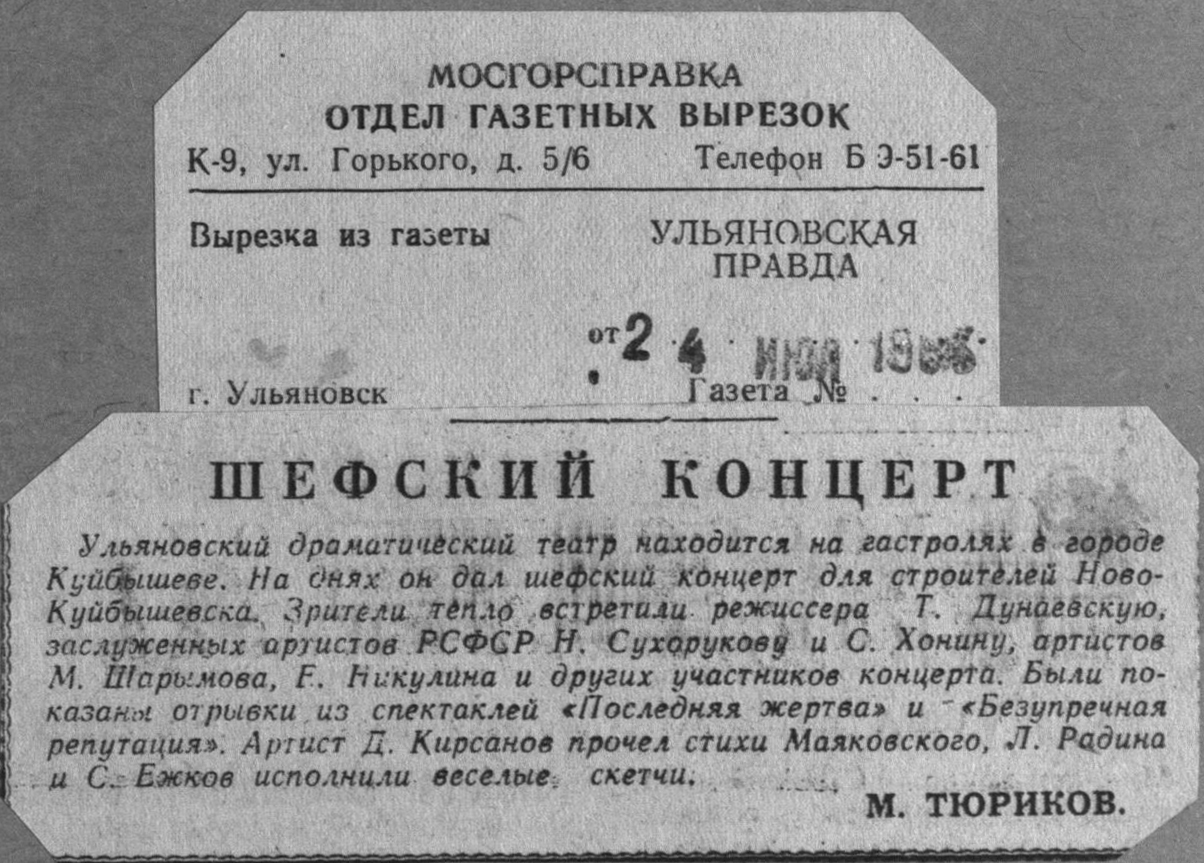 МОСГОРСПРАВКА
ОТДЕЛ ГАЗЕТНЫХ ВЫРЕЗОК
К-9, ул. Горького, д. 5/6 Телефон Б 9-51-61
Вырезка из газеты УЛЬЯНОВСКАЯ
ПРАВДА
от 24 ИЮЛ
г. Ульяновск Газета № . . .
ШЕФСКИЙ КОНЦЕРТ
Ульяновский драматический театр находится на гастролях в городе
Куйбышеве. На днях он дал шефский концерт для строителей Ново-
Куйбышевска. Зрители тепло встретили режиссера Т. Дунаевскую,
заслуженных артистов РСФСР Н. Сухорукову и С. Хонину, артистов
М. Шарымова, Е. Никулина и других участников концерта. Были по-
казаны отрывки из спектаклей «Последняя жертва» и «Безупречная
репутация». Артист Д. Кирсанов прочел стихи Маяковского, Л. Радина
и С. Ежков исполнили веселые скетчи.
М. ТЮРИКОВ.